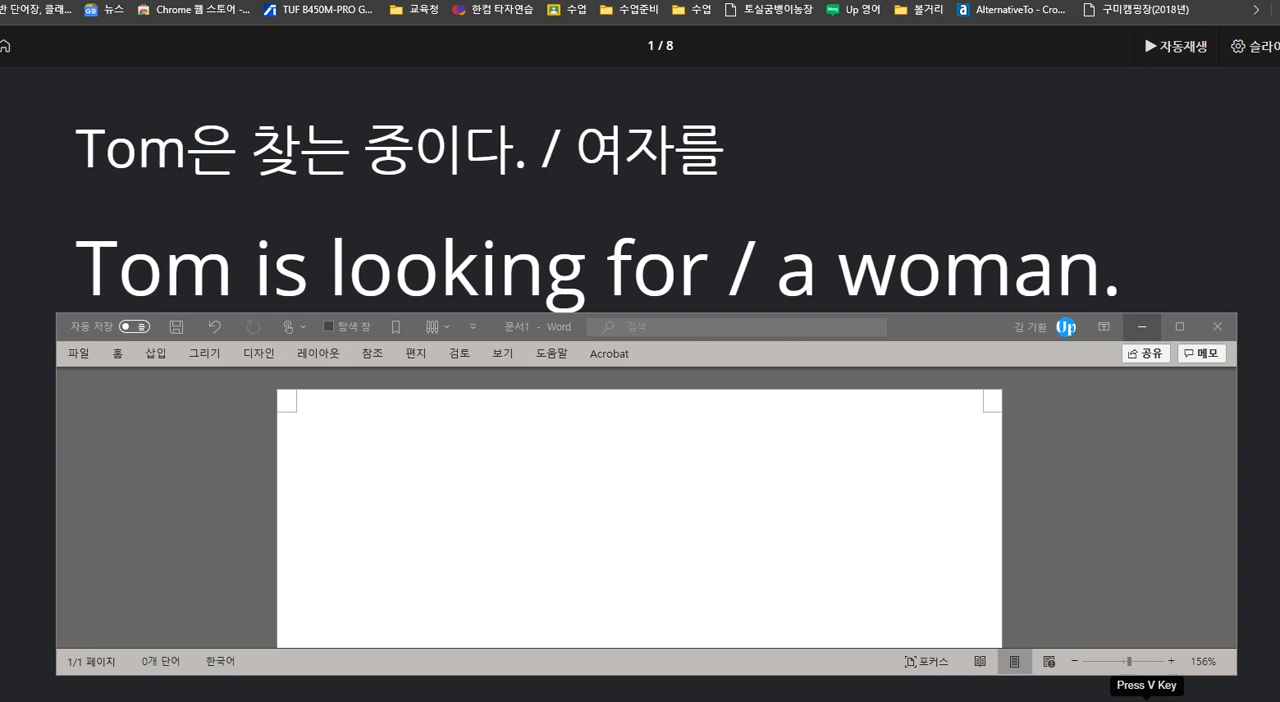 반 단어장, 클래... 뉴스 Chrome 웹 스토어 -... TUF B450M-PRO G... 교육청 한컴 타자연습 수업 수업준비 수업 토실굼벵이농장 Up 영어 볼거리 AlternativeTo - Cro... 구미캠핑장(2018년)
1 / 8 자동재생 슬라이
Tom은 찾는 중이다. / 여자를
Tom is looking for / a woman.
자동 저장 끔 탐색 창 문서1 - Word 검색 김 기환 Up
파일 홈 삽입 그리기 디자인 레이아웃 참조 편지 검토 보기 도움말 Acrobat 공유 메모
1/1 페이지 0개 단어 한국어 포커스 156%
Press V Key